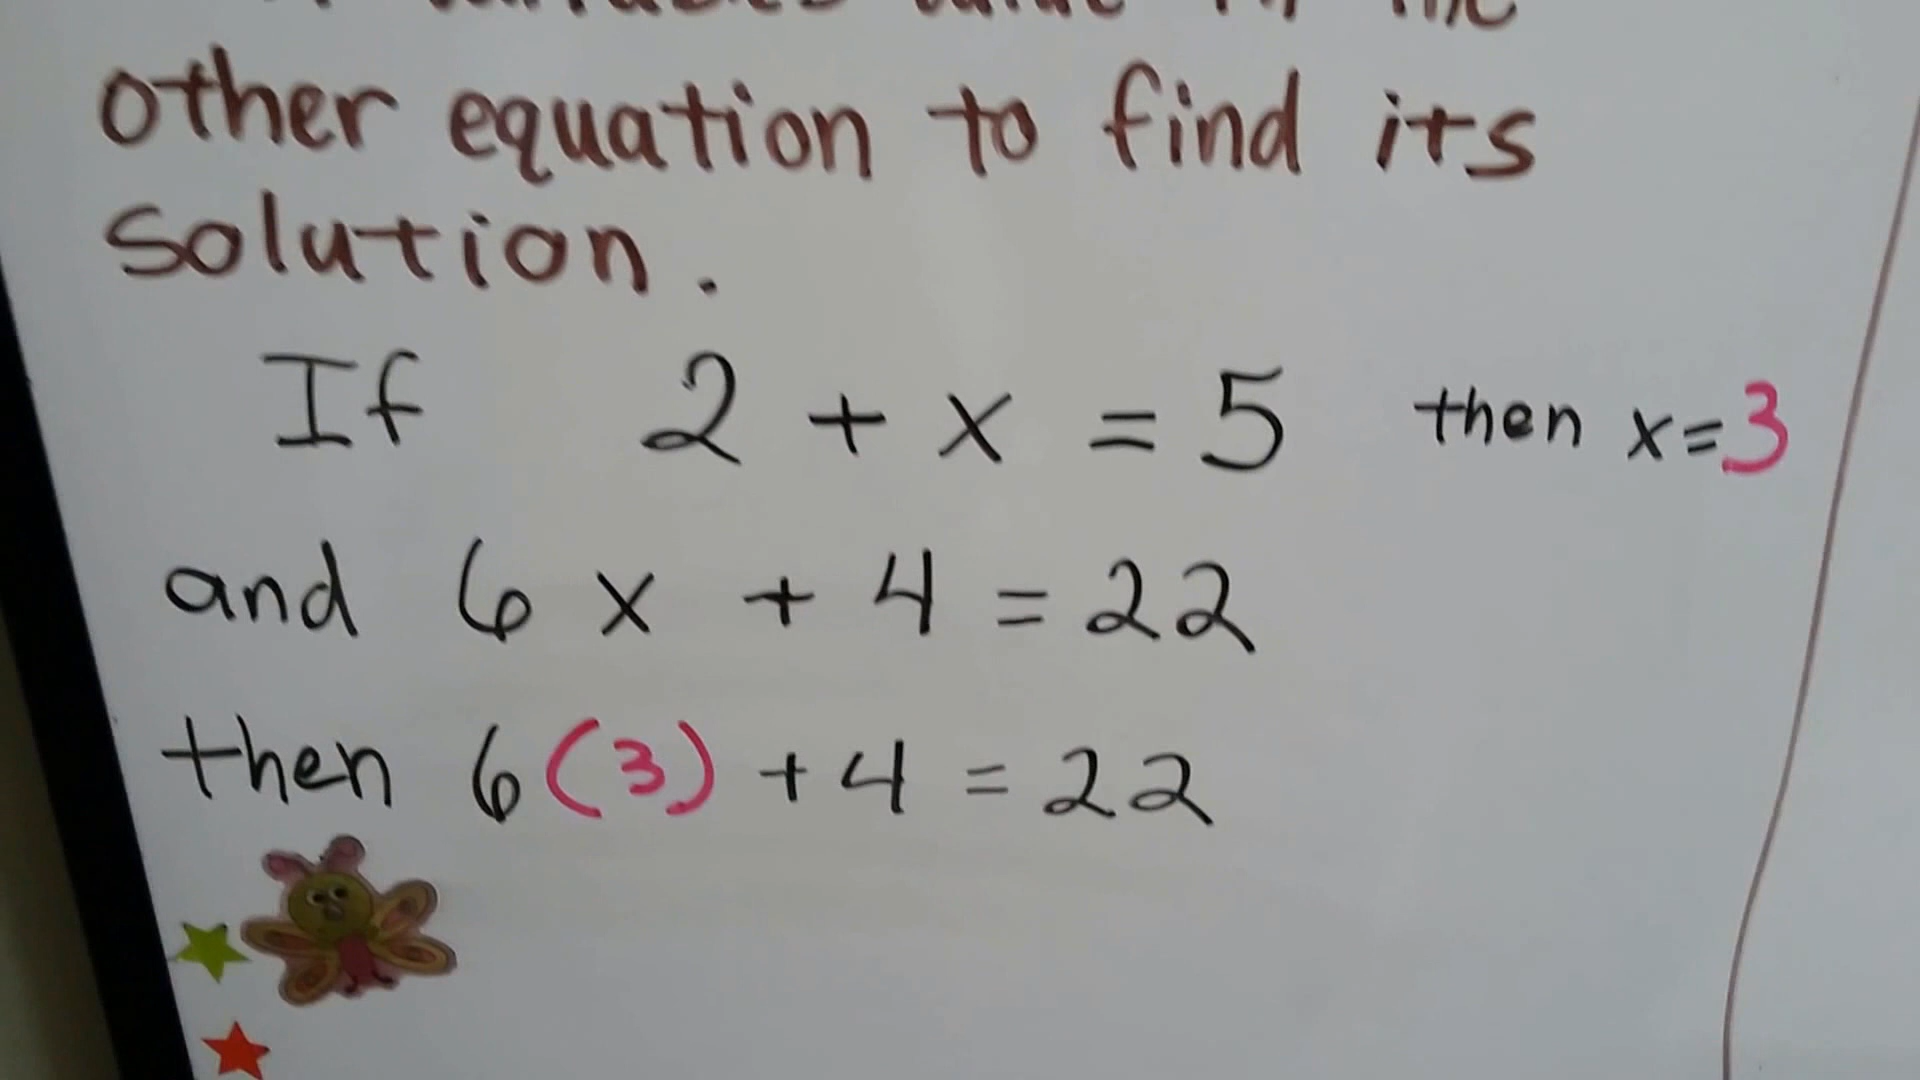 other equation to find its
solution.
If 2 + x = 5 then x=3
and 6x + 4 = 22
then 6(3) + 4 = 22